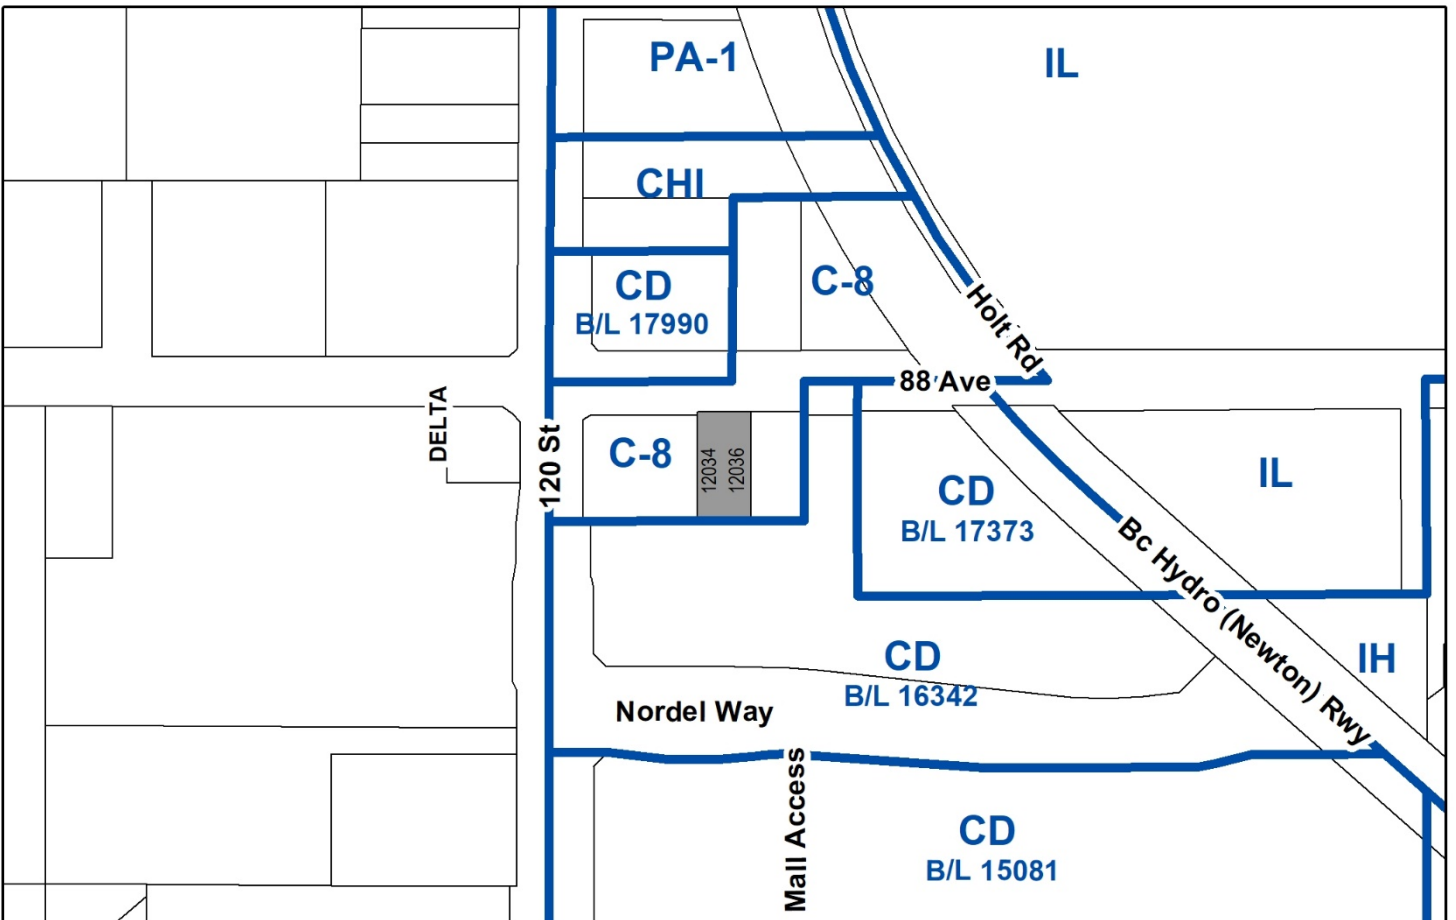 PA-1
IL
CHI
CD
B/L 17990
C-8
Holt Rd
88 Ave
DELTA
120 St
C-8
12034
12036
CD
B/L 17373
IL
Bc Hydro (Newton) Rwy
CD
B/L 16342
IH
Nordel Way
Mall Access
CD
B/L 15081